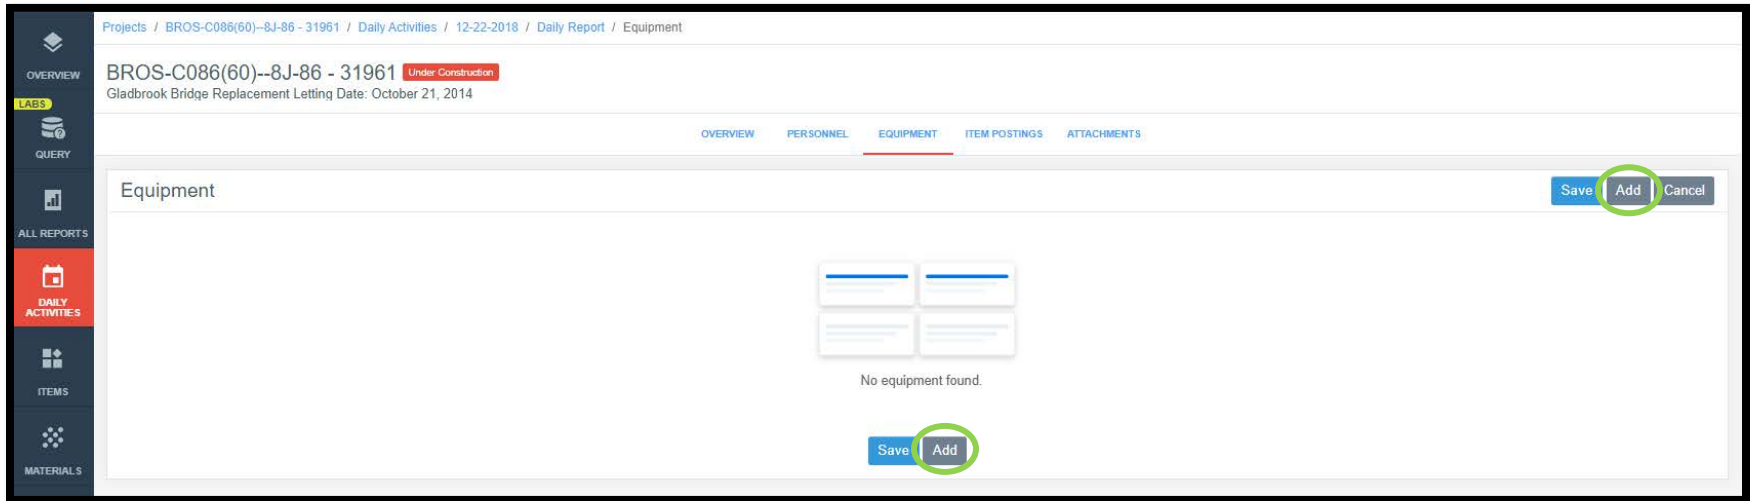 Projects / BROS-C086(60)--8J-86 - 31961 / Daily Activities / 12-22-2018 / Daily Report / Equipment
BROS-C086(60)--8J-86 - 31961 Under Construction
Gladbrook Bridge Replacement Letting Date: October 21, 2014
OVERVIEW PERSONNEL EQUIPMENT ITEM POSTINGS ATTACHMENTS
OVERVIEW
LABS
QUERY
ALL REPORTS
DAILY
ACTIVITIES
ITEMS
MATERIALS
Equipment
Save Add Cancel
No equipment found.
Save Add